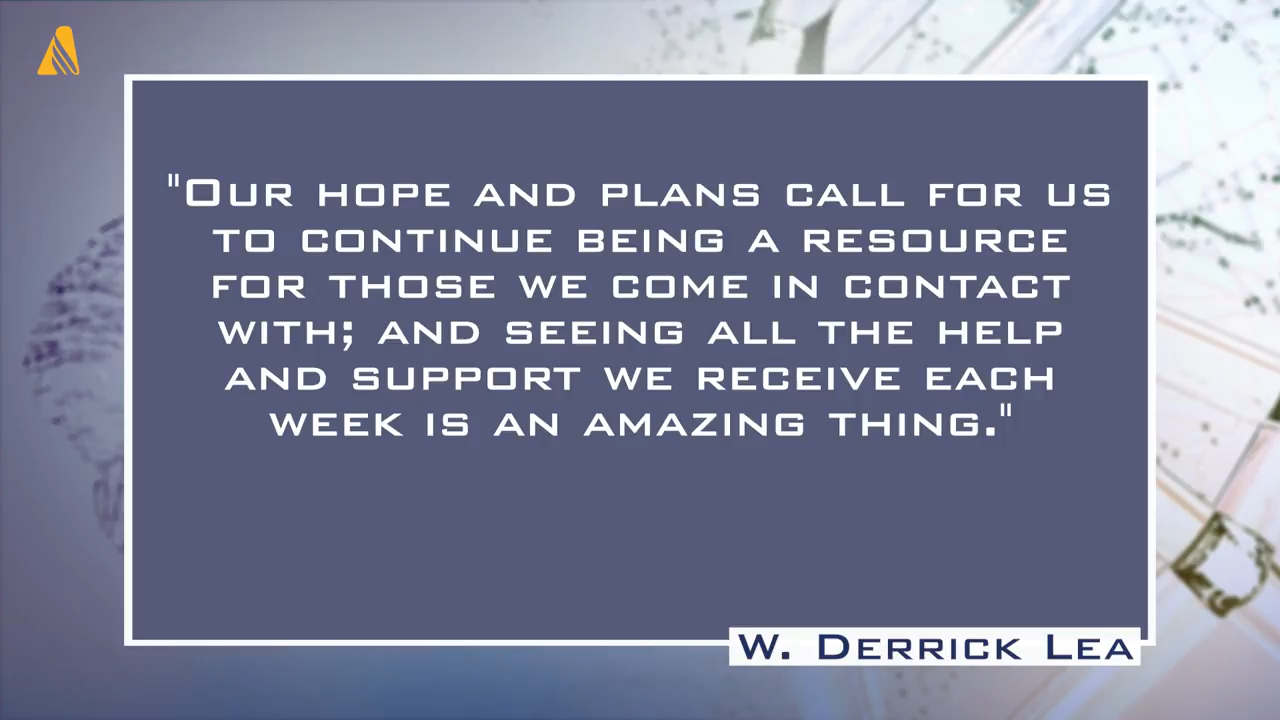 "Our hope and plans call for us
to continue being a resource
for those we come in contact
with; and seeing all the help
and support we receive each
week is an amazing thing."
W. Derrick Lea